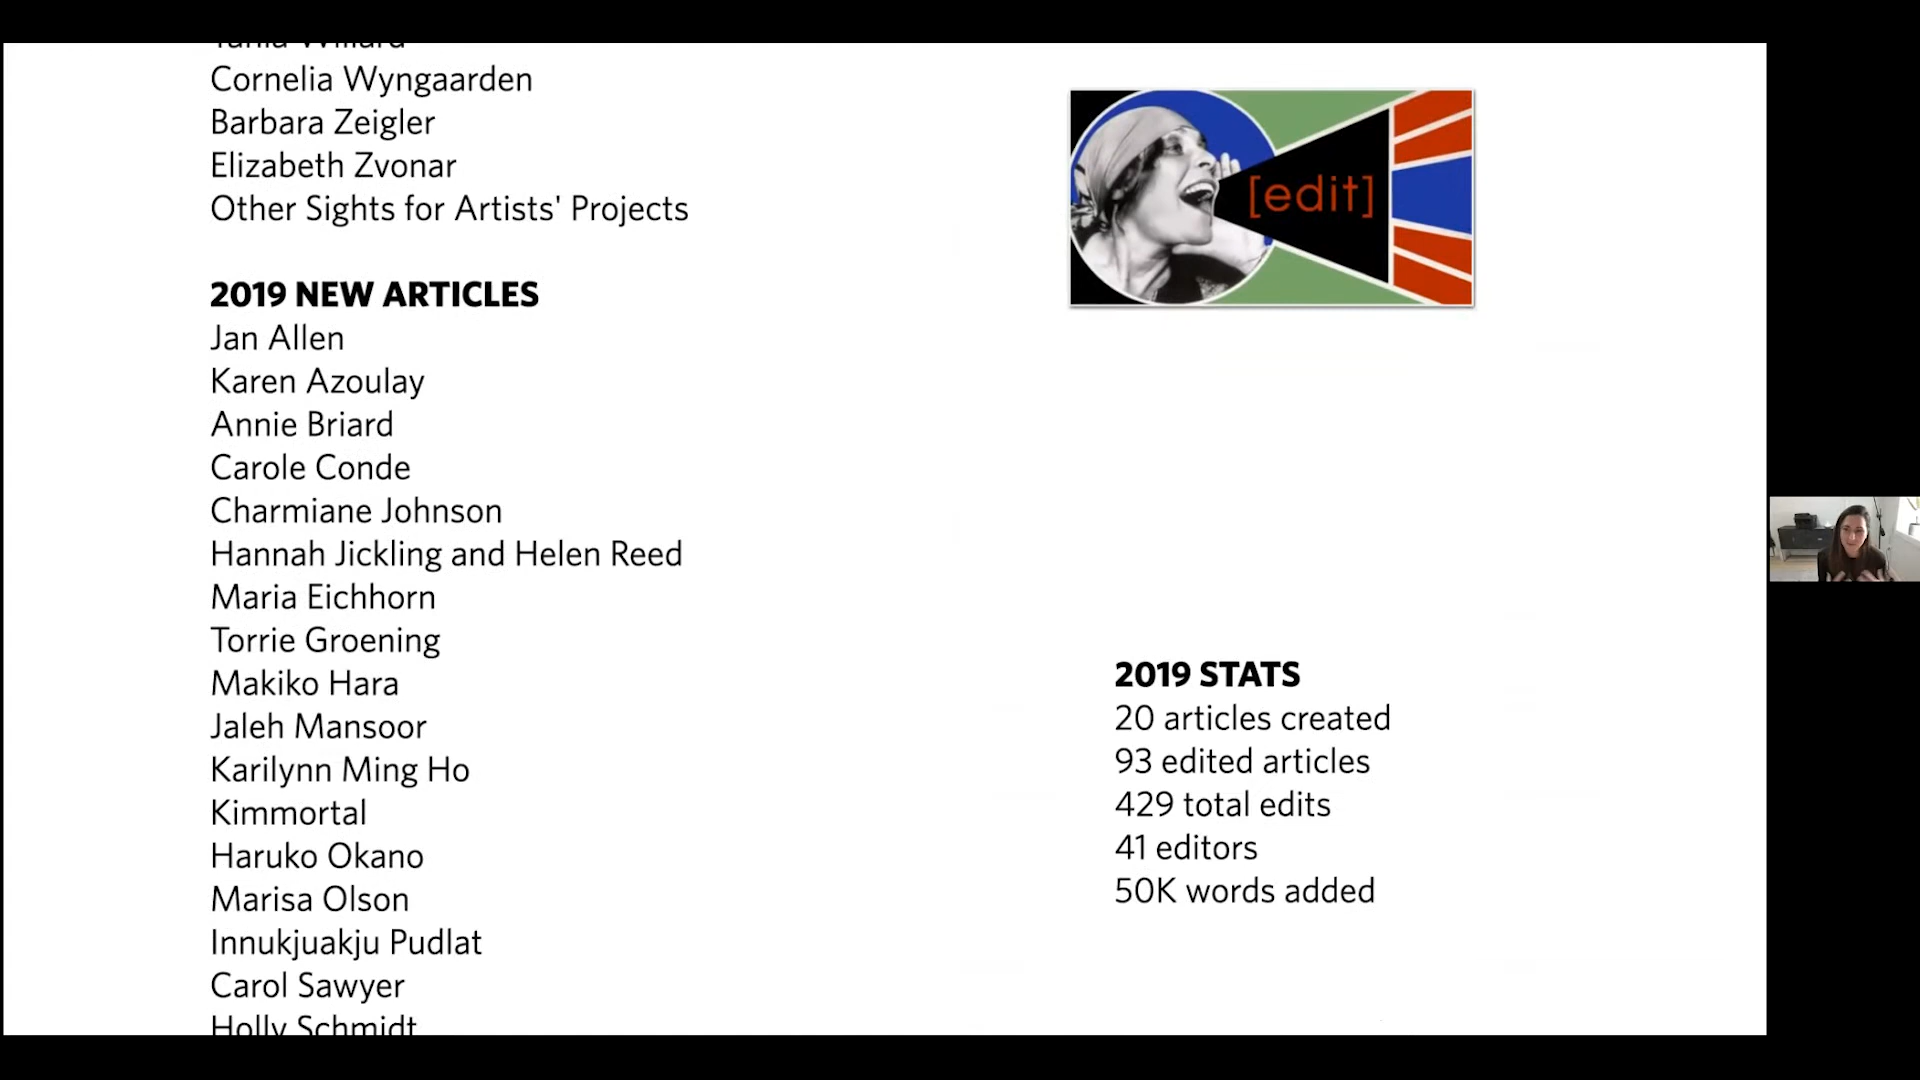 Tania Willard
Cornelia Wyngaarden
Barbara Zeigler
Elizabeth Zvonar
Other Sights for Artists' Projects
2019 NEW ARTICLES
Jan Allen
Karen Azoulay
Annie Briard
Carole Conde
Charmiane Johnson
Hannah Jickling and Helen Reed
Maria Eichhorn
Torrie Groening
Makiko Hara
Jaleh Mansoor
Karilynn Ming Ho
Kimmortal
Haruko Okano
Marisa Olson
Innukjuakju Pudlat
Carol Sawyer
Holly Schmidt
[edit]
2019 STATS
20 articles created
93 edited articles
429 total edits
41 editors
50K words added